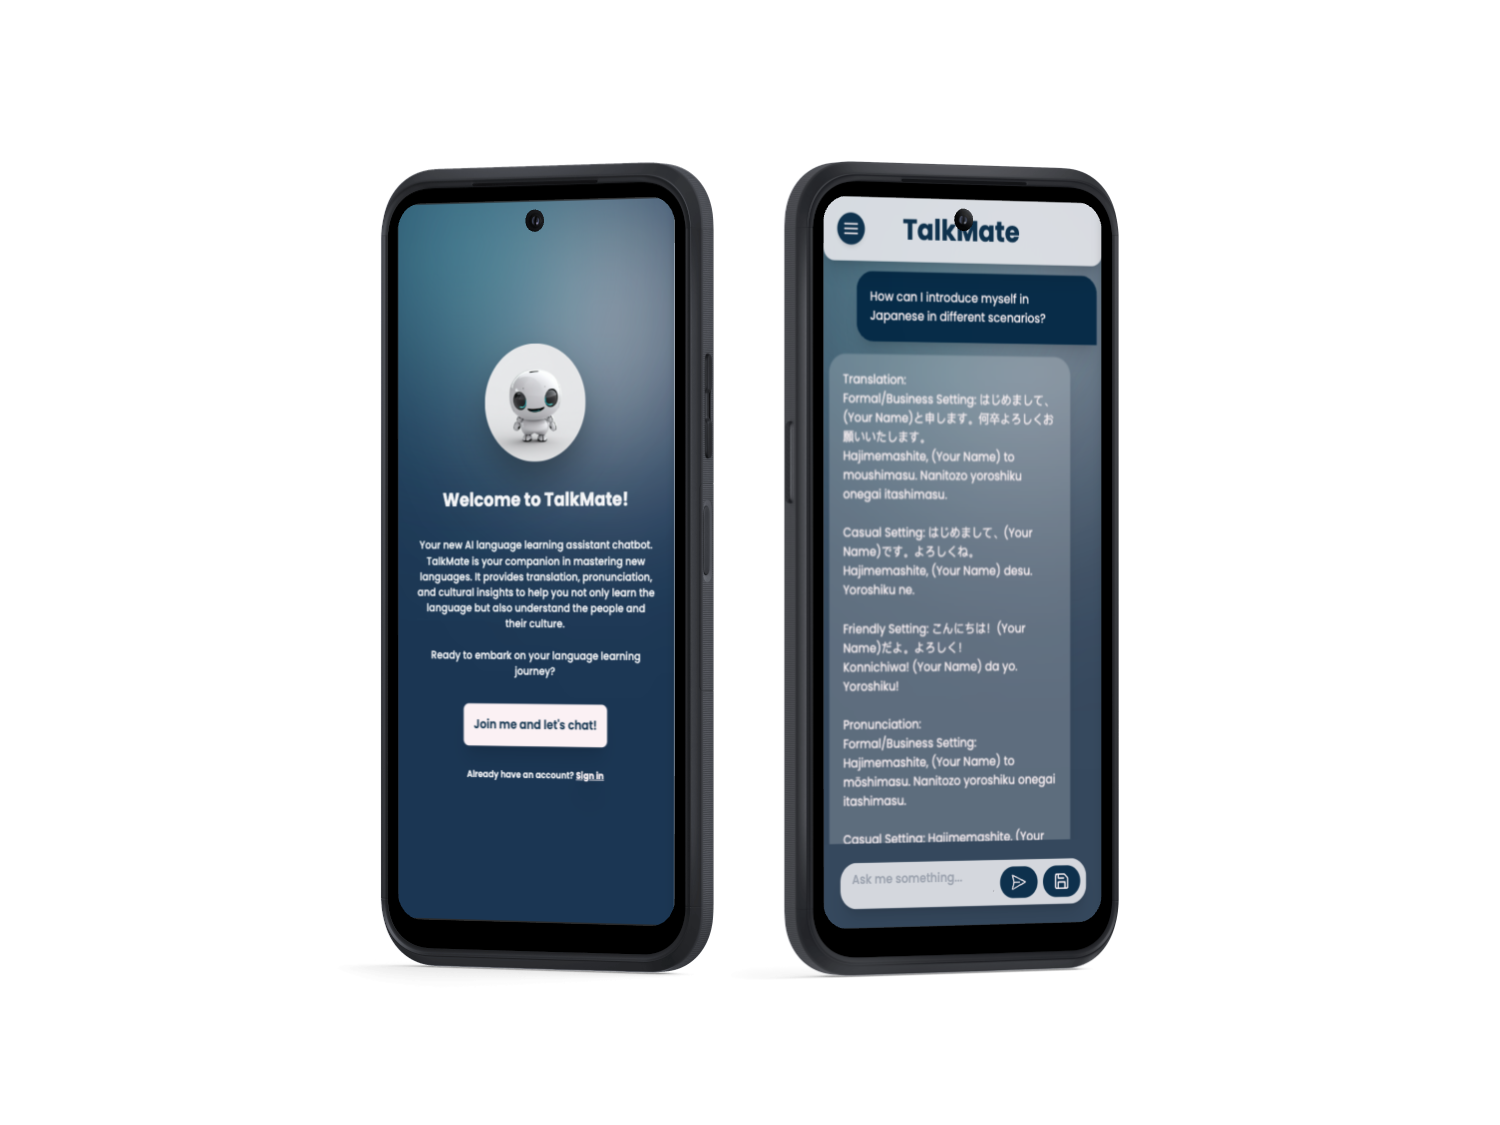 Welcome to TalkMate!
Your new AI language learning assistant chatbot.
TalkMate is your companion in mastering new
languages. It provides translation, pronunciation,
and cultural insights to help you not only learn the
language but also understand the people and
their culture.
Ready to embark on your language learning
journey?
Join me and let's chat!
Already have an account? Sign in
TalkMate
How can I introduce myself in
Japanese in different scenarios?
Translation:
Formal/Business Setting: はじめまして、
(Your Name)と申します。何卒よろしくお
願いいたします。
Hajimemashite, (Your Name) to
moushimasu. Nanitozo yoroshiku
onegai itashimasu.
Casual Setting: はじめまして、(Your
Name)です。よろしくね。
Hajimemashite, (Your Name) desu.
Yoroshiku ne.
Friendly Setting: こんにちは！(Your
Name)だよ。よろしく！
Konnichiwa! (Your Name) da yo.
Yoroshiku!
Pronunciation:
Formal/Business Setting:
Hajimemashite, (Your Name) to
mōshimasu. Nanitozo yoroshiku onegai
itashimasu.
Casual Setting: Hajimemashite, (Your
Ask me something...